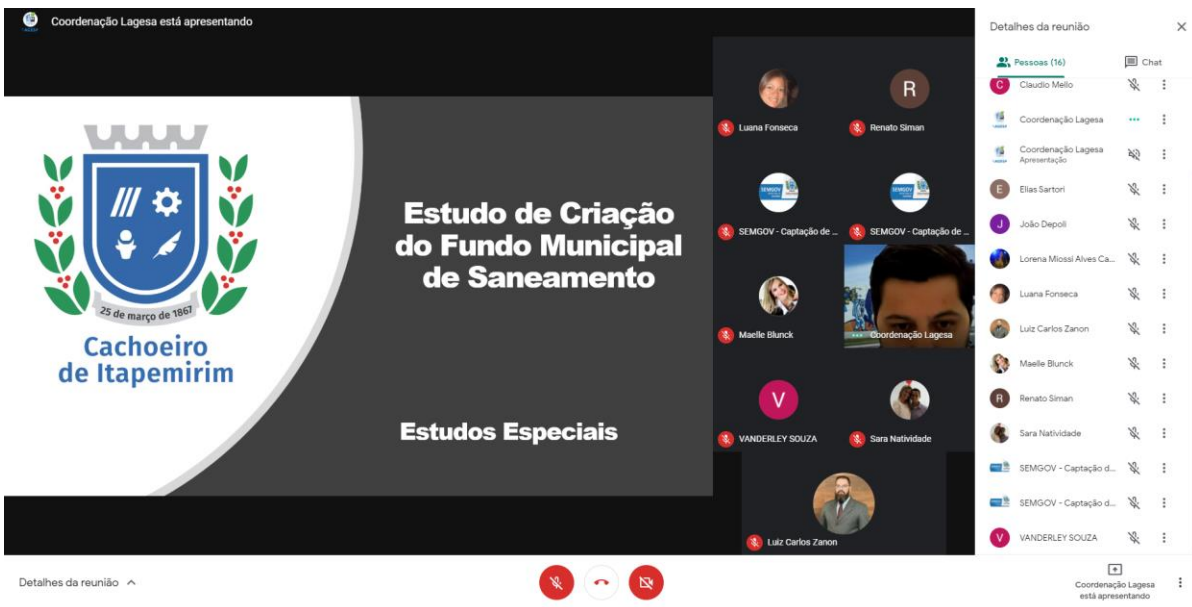 Coordenação Lagesa está apresentando
25 de março de 1867
Cachoeiro
de Itapemirim
Estudo de Criação
do Fundo Municipal
de Saneamento
Estudos Especiais
Luana Fonseca
R
Renato Siman
SEMGOV - Captação de ...
SEMGOV - Captação de ...
Maelle Blunck
Coordenação Lagesa
V
VANDERLEY SOUZA
Sara Natividade
Luiz Carlos Zanon
Detalhes da reunião
Pessoas (16)
Chat
C
Claudio Mello
Coordenação Lagesa
Coordenação Lagesa
Apresentação
E
Elias Sartori
J
João Depoli
Lorena Miossi Alves Ca...
Luana Fonseca
Luiz Carlos Zanon
Maelle Blunck
R
Renato Siman
Sara Natividade
SEMGOV - Captação d...
SEMGOV - Captação d...
V
VANDERLEY SOUZA
Detalhes da reunião
Coordenação Lagesa
está apresentando